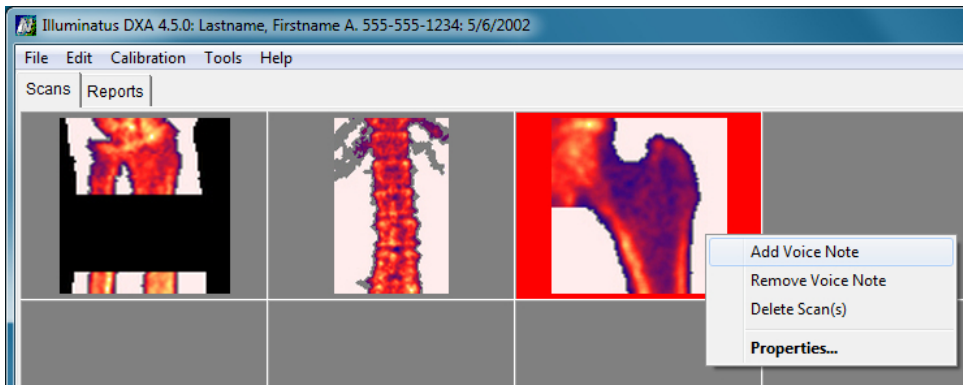 Illuminatus DXA 4.5.0: Lastname, Firstname A. 555-555-1234: 5/6/2002
File Edit Calibration Tools Help
Scans Reports
Add Voice Note
Remove Voice Note
Delete Scan(s)
Properties...